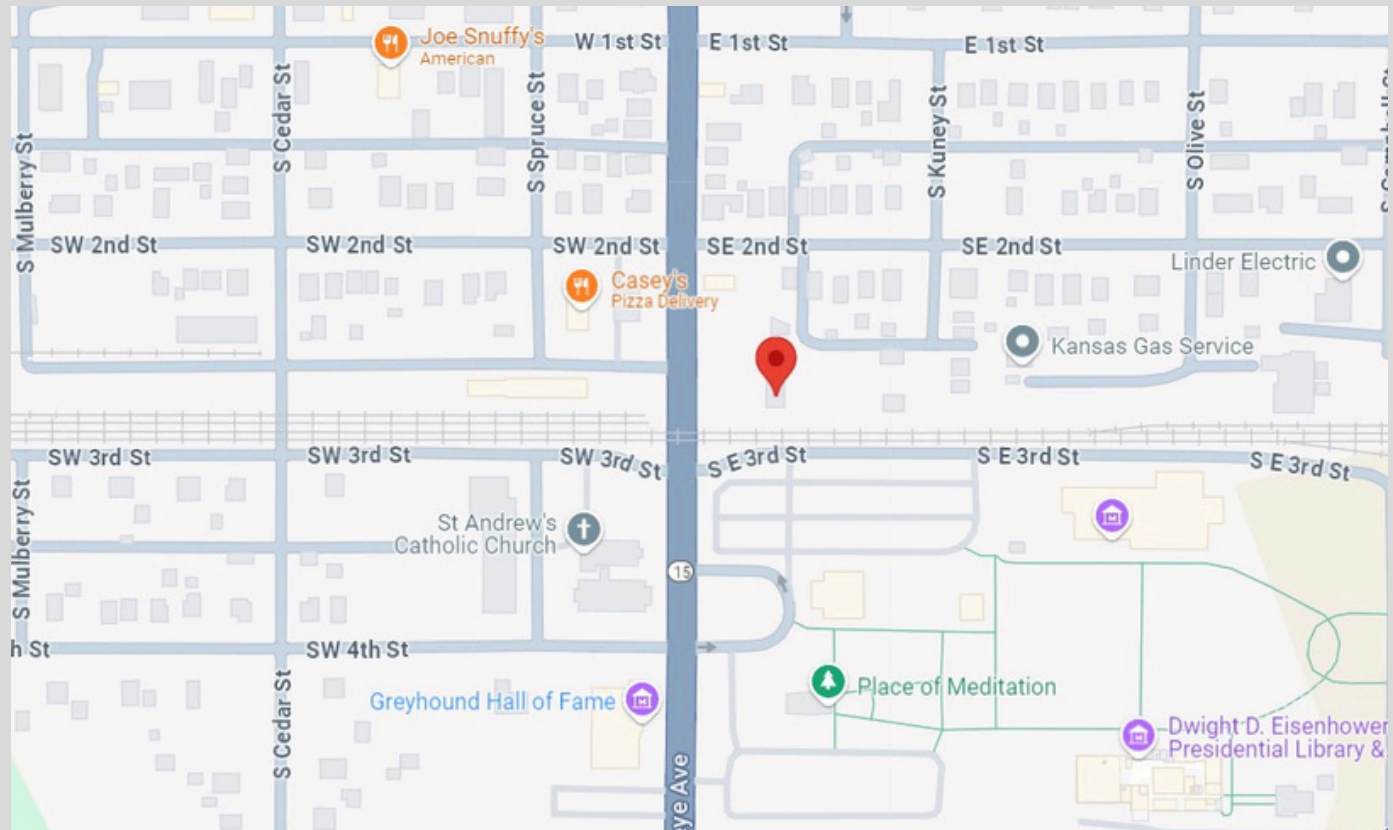 Joe Snuffy's
American
W 1st St
E 1st St
E 1st St
S Mulberry St
S Cedar St
S Spruce St
S Kuney St
S Olive St
SW 2nd St
SW 2nd St
SW 2nd St
SE 2nd St
SE 2nd St
Linder Electric
Casey's
Pizza Delivery
Kansas Gas Service
SW 3rd St
SW 3rd St
SW 3rd St
S E 3rd St
S E 3rd St
S E 3rd St
S Mulberry St
St Andrew's
Catholic Church
15
h St
SW 4th St
S Cedar St
Greyhound Hall of Fame
M
M
M
Place of Meditation
Dwight D. Eisenhower
Presidential Library &
ye Ave